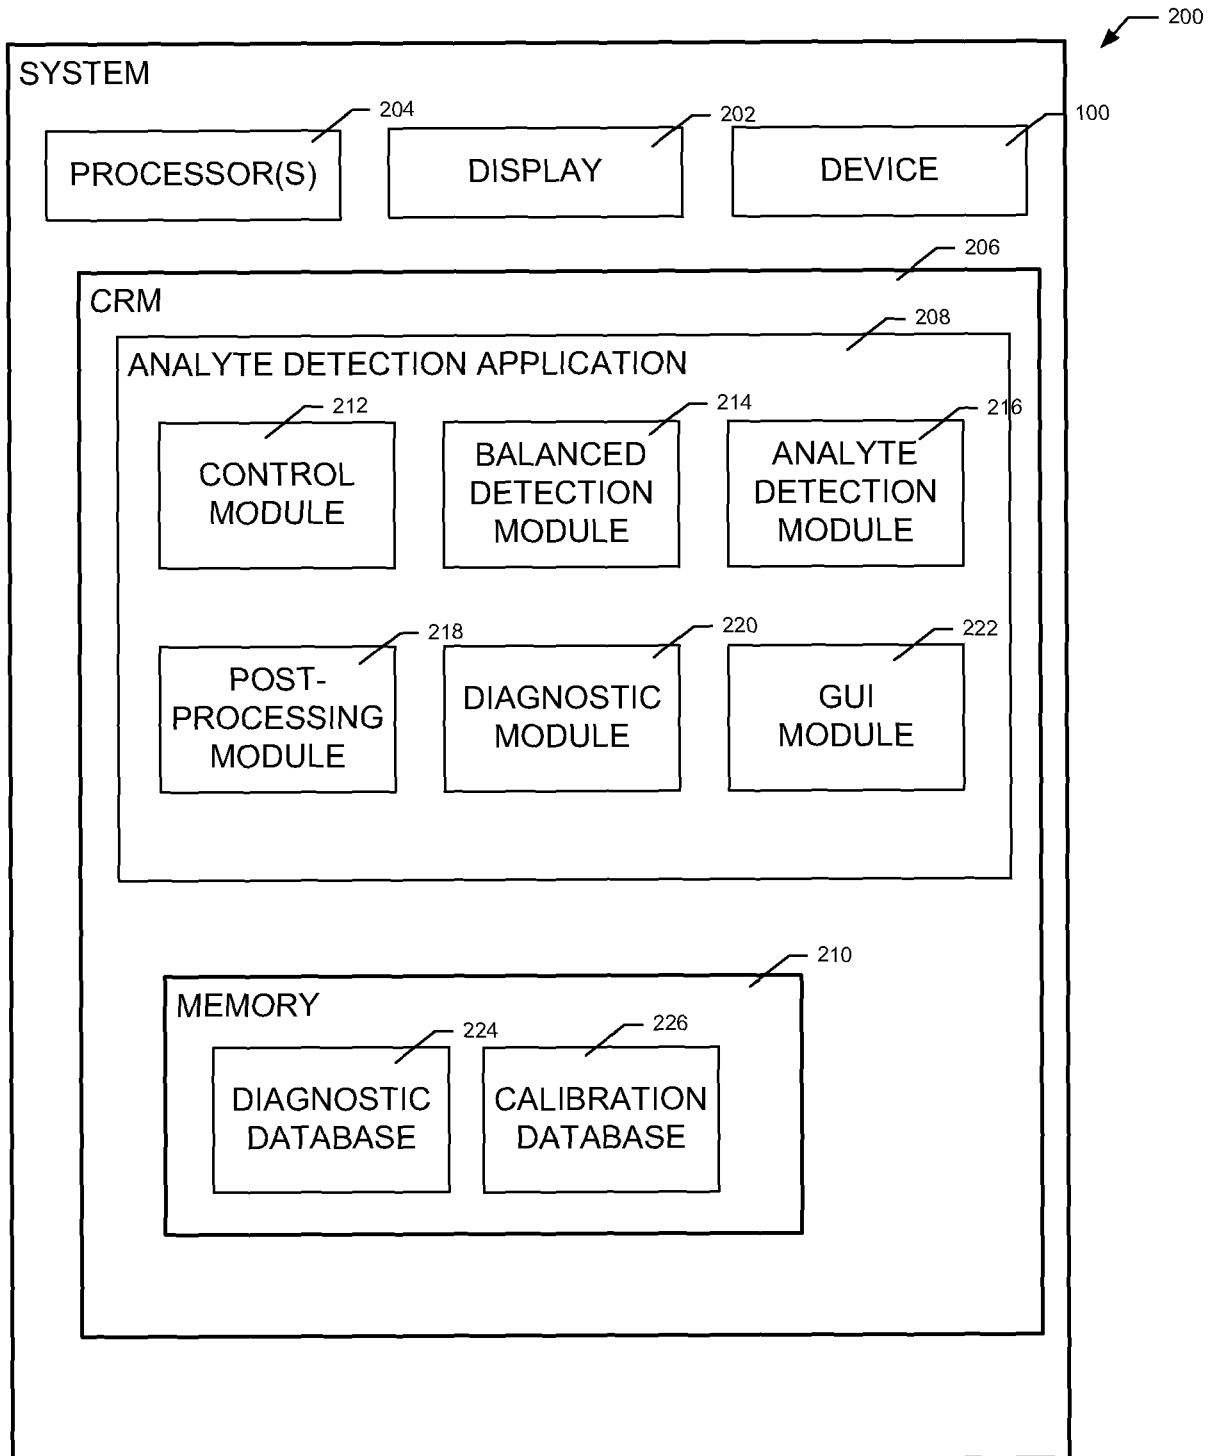 200
SYSTEM
204
202
100
PROCESSOR(S)
DISPLAY
DEVICE
206
CRM
208
ANALYTE DETECTION APPLICATION
212
214
216
CONTROL
MODULE
BALANCED
DETECTION
MODULE
ANALYTE
DETECTION
MODULE
218
220
222
POST-
PROCESSING
MODULE
DIAGNOSTIC
MODULE
GUI
MODULE
210
MEMORY
224
226
DIAGNOSTIC
DATABASE
CALIBRATION
DATABASE